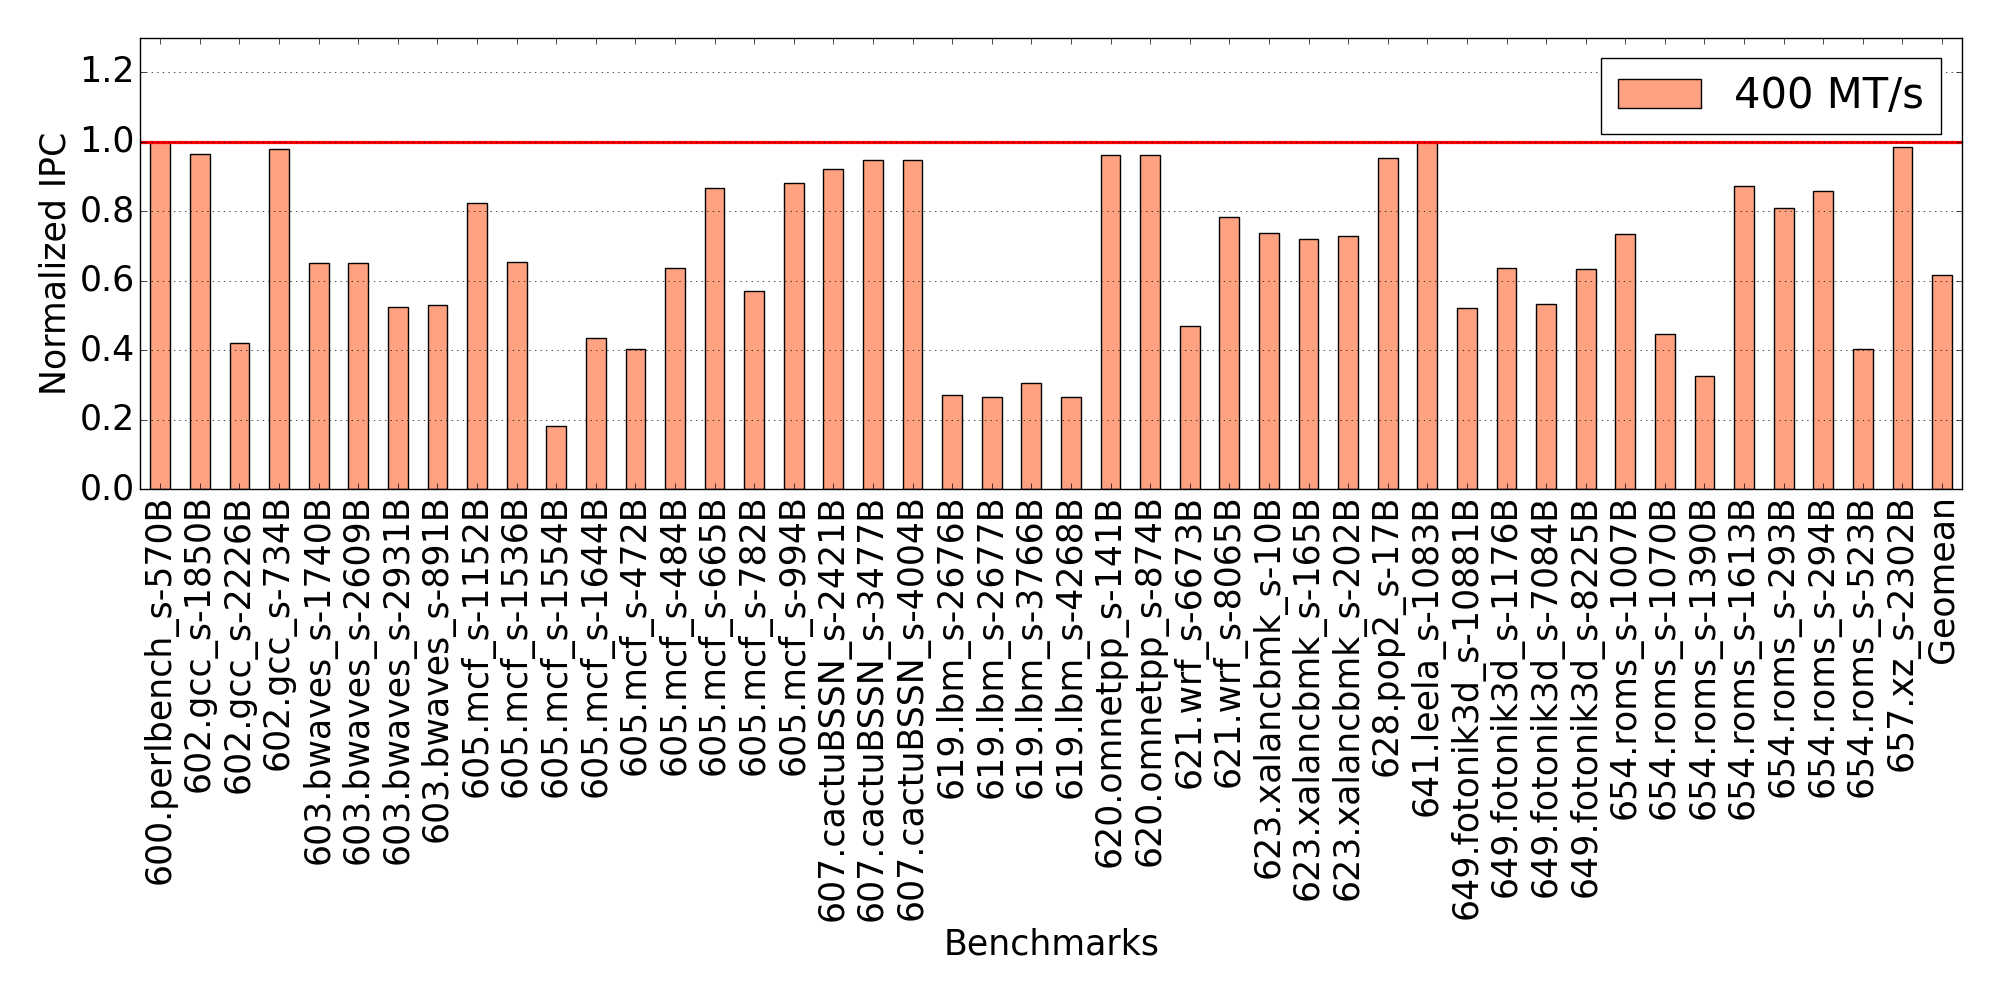 1.2
1.0
0.8
0.6
0.4
0.2
0.0
Normalized IPC
400 MT/s
600.perlbench_s-570B
602.gcc_s-1850B
602.gcc_s-2226B
602.gcc_s-734B
603.bwaves_s-1740B
603.bwaves_s-2609B
603.bwaves_s-2931B
603.bwaves_s-891B
605.mcf_s-1152B
605.mcf_s-1536B
605.mcf_s-1554B
605.mcf_s-1644B
605.mcf_s-472B
605.mcf_s-484B
605.mcf_s-665B
605.mcf_s-782B
605.mcf_s-994B
607.cactuBSSN_s-2421B
607.cactuBSSN_s-3477B
607.cactuBSSN_s-4004B
619.lbm_s-2676B
619.lbm_s-2677B
619.lbm_s-3766B
619.lbm_s-4268B
620.omnetpp_s-141B
620.omnetpp_s-874B
621.wrf_s-6673B
621.wrf_s-8065B
623.xalancbmk_s-10B
623.xalancbmk_s-165B
623.xalancbmk_s-202B
628.pop2_s-17B
641.leela_s-1083B
649.fotonik3d_s-10881B
649.fotonik3d_s-1176B
649.fotonik3d_s-7084B
649.fotonik3d_s-8225B
654.roms_s-1007B
654.roms_s-1070B
654.roms_s-1390B
654.roms_s-1613B
654.roms_s-293B
654.roms_s-294B
654.roms_s-523B
657.xz_s-2302B
Geomean
Benchmarks